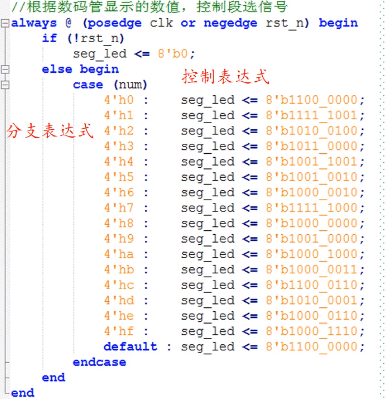 //根据数码管显示的数值，控制段选信号
always @ (posedge clk or negedge rst_n) begin
    if (!rst_n)
        seg_led <= 8'b0;
    else begin
        case (num) 控制表达式
            4'h0 :    seg_led <= 8'b1100_0000;
            4'h1 :    seg_led <= 8'b1111_1001;
分支表达式 4'h2 :    seg_led <= 8'b1010_0100;
            4'h3 :    seg_led <= 8'b1011_0000;
            4'h4 :    seg_led <= 8'b1001_1001;
            4'h5 :    seg_led <= 8'b1001_0010;
            4'h6 :    seg_led <= 8'b1000_0010;
            4'h7 :    seg_led <= 8'b1111_1000;
            4'h8 :    seg_led <= 8'b1000_0000;
            4'h9 :    seg_led <= 8'b1001_0000;
            4'ha :    seg_led <= 8'b1000_1000;
            4'hb :    seg_led <= 8'b1000_0011;
            4'hc :    seg_led <= 8'b1100_0110;
            4'hd :    seg_led <= 8'b1010_0001;
            4'he :    seg_led <= 8'b1000_0110;
            4'hf :    seg_led <= 8'b1000_1110;
            default : seg_led <= 8'b1100_0000;
        endcase
    end
end